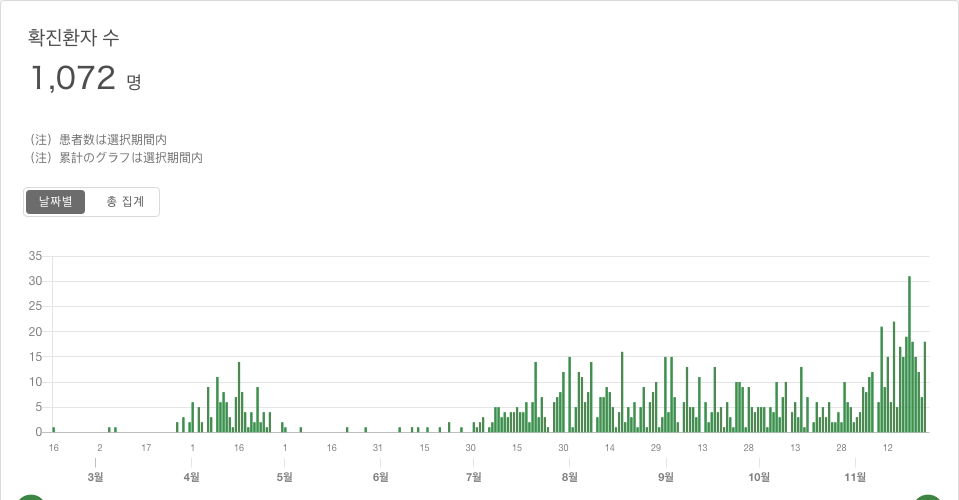 확진환자 수
1,072 명
（注）患者数は選択期間内
（注）累計のグラフは選択期間内
날짜별 총 집계
35
30
25
20
15
10
5
0
16 2 17 1 16 1 16 31 15 30 15 30 14 29 13 28 13 28 12
3월 4월 5월 6월 7월 8월 9월 10월 11월